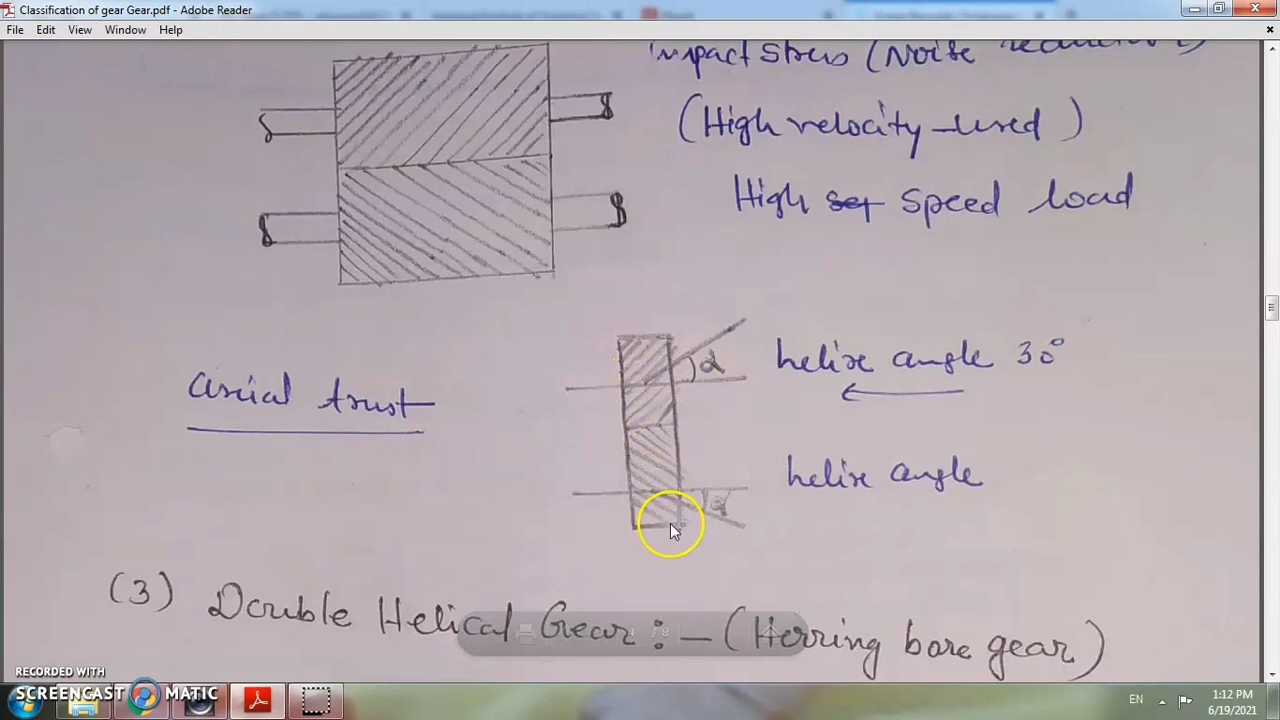 Classification of gear Gear.pdf - Adobe Reader
File Edit View Window Help
impact stress (Noise reduction)
(High velocity used)
High speed load
α
helix angle 30°
axial trust
helix angle
α
(3) Double Helical Gear :- (Herring bone gear)
RECORDED WITH
SCREENCAST MATIC
EN
1:12 PM
6/19/2021